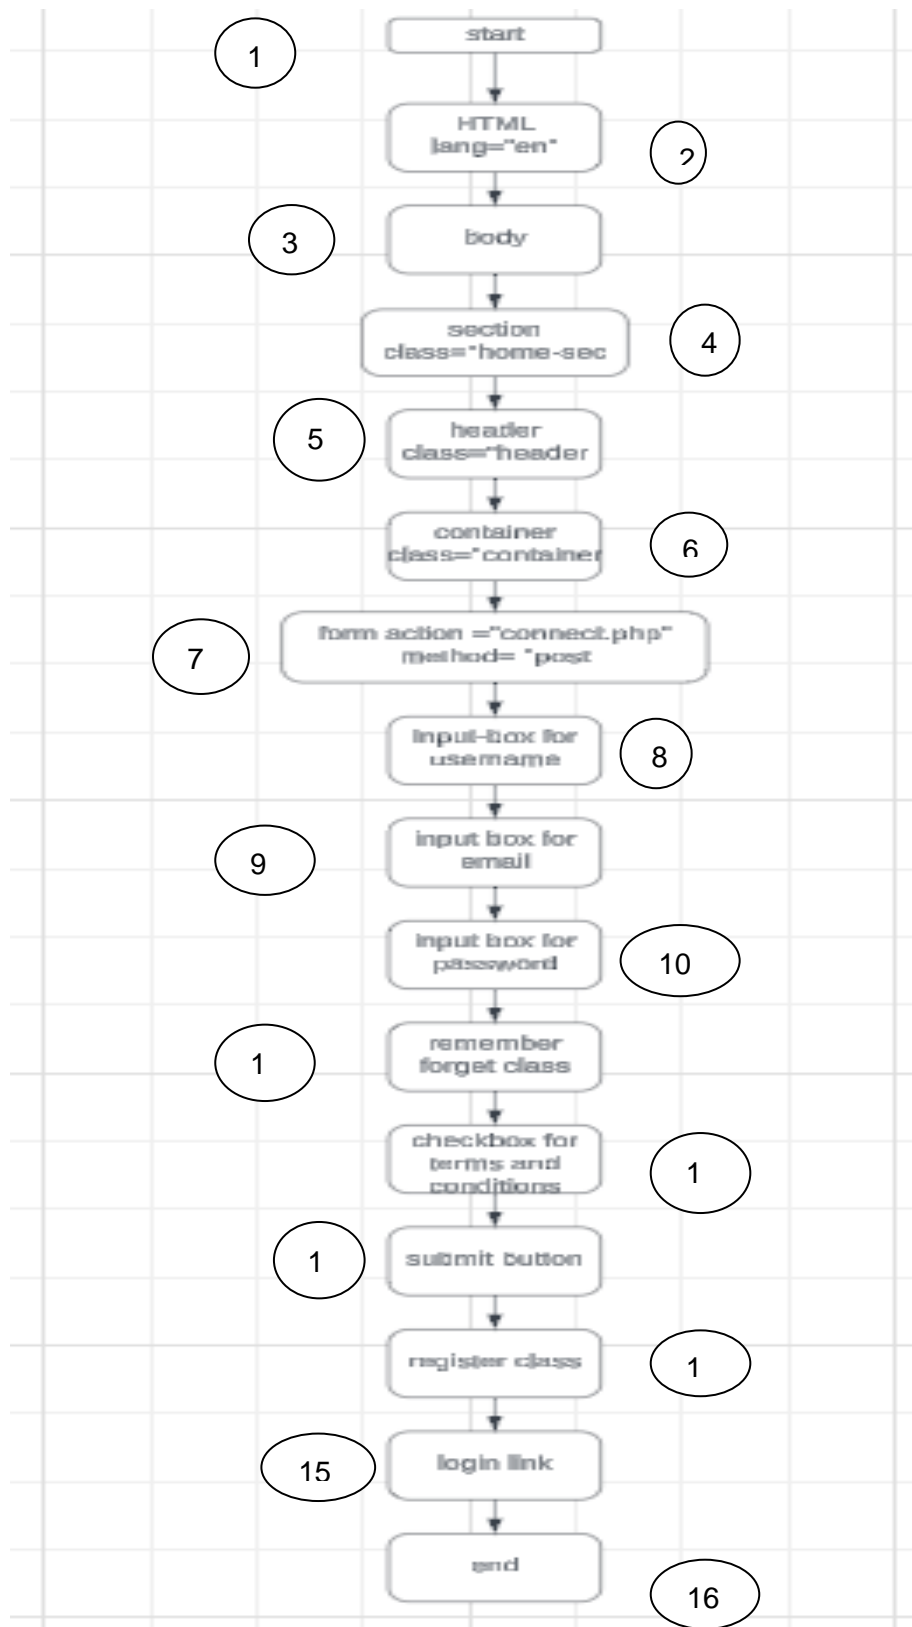 start
1
HTML
lang="en"
2
body
3
section
class="home-sec
4
header
class="header
5
container
class="container
6
form action ="connect.php"
method= "post
7
input-box for
username
8
input box for
email
9
input box for
password
10
remember
forget class
1
checkbox for
terms and
conditions
1
submit button
1
register class
1
login link
15
end
16